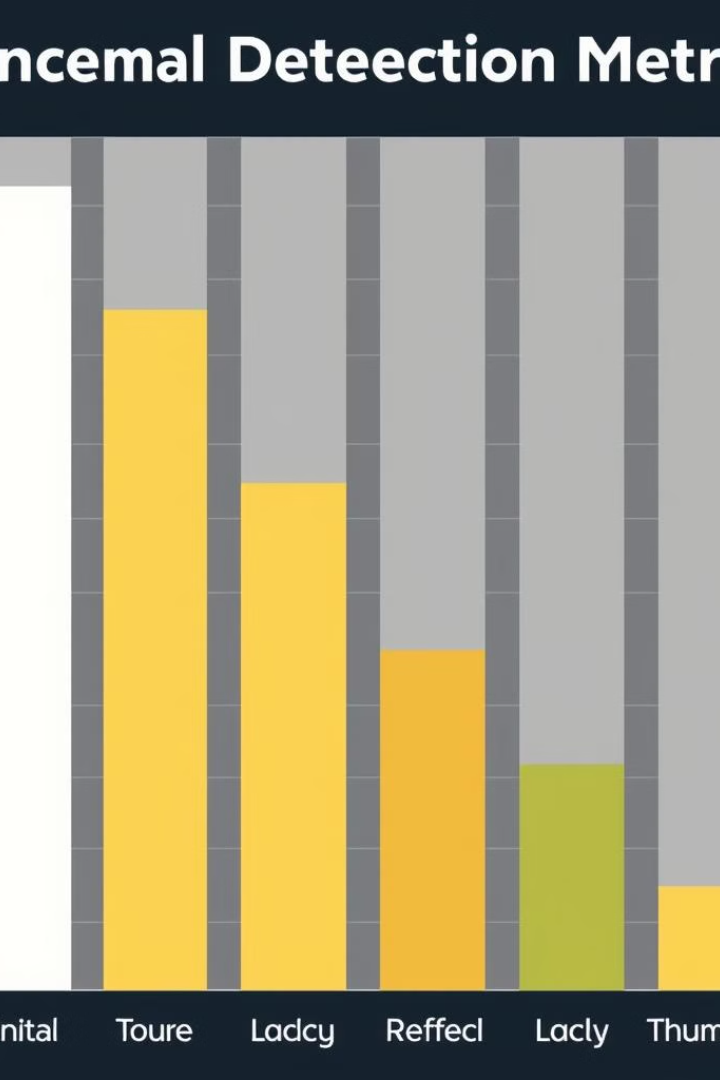 ncemal Deteection Metr
nital Toure Ladcy Reffecl Lacly Thum